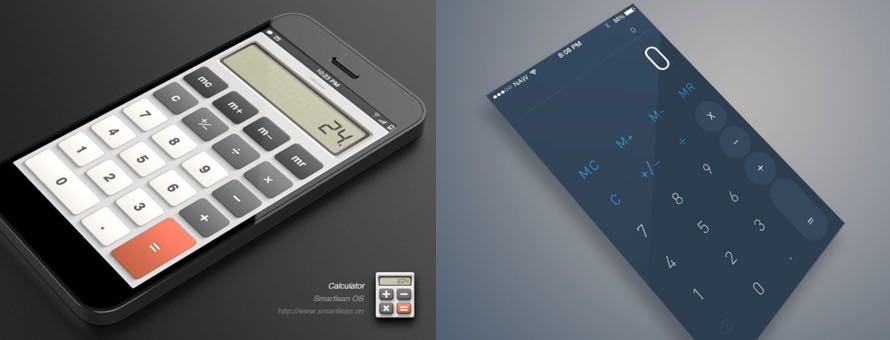 10:23 PM
24.
mc
m+
m−
mr
C
+/−
÷
×
7
8
9
−
4
5
6
+
1
2
3
=
0
.
Calculator
Smartisan OS
http://www.smartisan.cn
NAW
8:08 PM
88%
0
0
MC
M+
M-
MR
C
+/−
÷
x
7
8
9
−
4
5
6
+
1
2
3
=
0
.